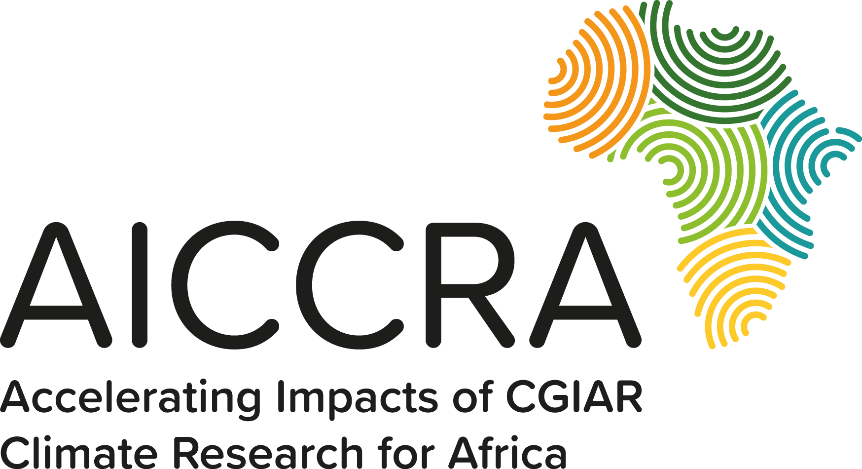 AICCRA
Accelerating Impacts of CGIAR
Climate Research for Africa